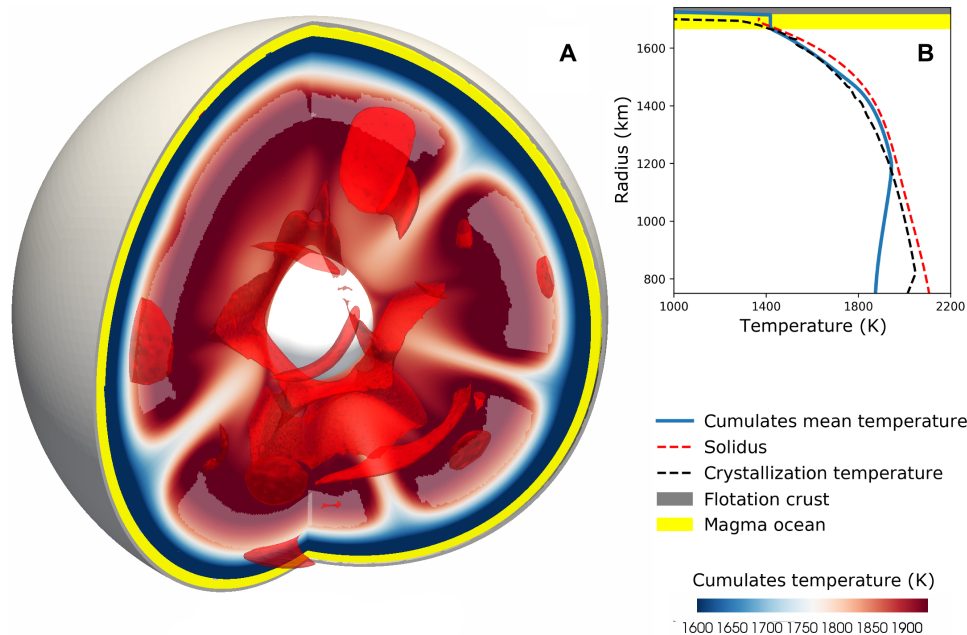 A
B
Radius (km)
1600
1400
1200
1000
800
1000 1400 1800 2200
Temperature (K)
Cumulates mean temperature
Solidus
Crystallization temperature
Flotation crust
Magma ocean
Cumulates temperature (K)
1600 1650 1700 1750 1800 1850 1900